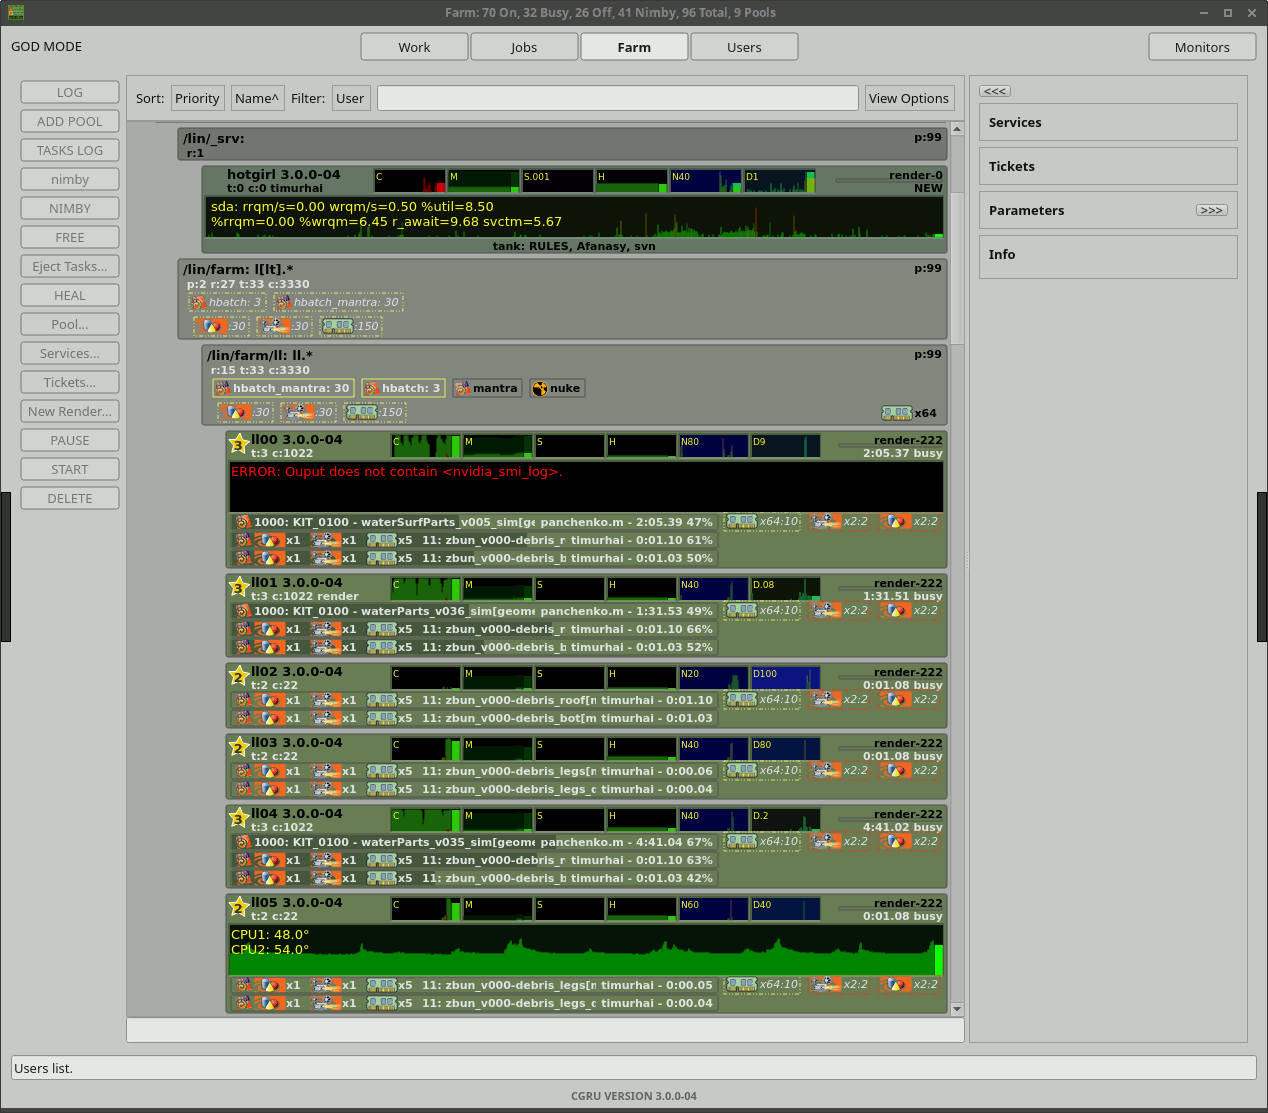 Farm: 70 On, 32 Busy, 26 Off, 41 Nimby, 96 Total, 9 Pools
GOD MODE
Work
Jobs
Farm
Users
Monitors
LOG
ADD POOL
TASKS LOG
nimby
NIMBY
FREE
Eject Tasks...
HEAL
Pool...
Services...
Tickets...
New Render...
PAUSE
START
DELETE
Sort: Priority Name^ Filter: User View Options
/lin/_srv: p:99
r:1
hotgirl 3.0.0-04 C M S.001 H N40 D1 render-0
t:0 c:0 timurhai NEW
sda: rrqm/s=0.00 wrqm/s=0.50 %util=8.50
%rrqm=0.00 %wrqm=6.45 r_await=9.68 svctm=5.67
tank: RULES, Afanasy, svn
/lin/farm: l[lt].* p:99
p:2 r:27 t:33 c:3330
hbatch: 3 hbatch_mantra: 30
:30 :30 :150
/lin/farm/ll: ll.* p:99
r:15 t:33 c:3330
hbatch_mantra: 30 hbatch: 3 mantra nuke
:30 :30 :150 x64
3 ll00 3.0.0-04 C M S H N80 D9 render-222
t:3 c:1022 2:05.37 busy
ERROR: Ouput does not contain <nvidia_smi_log>.
1000: KIT_0100 - waterSurfParts_v005_sim[ge panchenko.m - 2:05.39 47% x64:10 x2:2 x2:2
x1 x1 x5 11: zbun_v000-debris_r timurhai - 0:01.10 61%
x1 x1 x5 11: zbun_v000-debris_b timurhai - 0:01.03 50%
3 ll01 3.0.0-04 C M S H N40 D.08 render-222
t:3 c:1022 render 1:31.51 busy
1000: KIT_0100 - waterParts_v036_sim[geom panchenko.m - 1:31.53 49% x64:10 x2:2 x2:2
x1 x1 x5 11: zbun_v000-debris_r timurhai - 0:01.10 66%
x1 x1 x5 11: zbun_v000-debris_b timurhai - 0:01.03 52%
2 ll02 3.0.0-04 C M S H N20 D100 render-222
t:2 c:22 0:01.08 busy
x1 x1 x5 11: zbun_v000-debris_roof[n timurhai - 0:01.10 x64:10 x2:2 x2:2
x1 x1 x5 11: zbun_v000-debris_bot[m timurhai - 0:01.03
2 ll03 3.0.0-04 C M S H N40 D80 render-222
t:2 c:22 0:01.08 busy
x1 x1 x5 11: zbun_v000-debris_legs[n timurhai - 0:00.06 x64:10 x2:2 x2:2
x1 x1 x5 11: zbun_v000-debris_legs_c timurhai - 0:00.04
3 ll04 3.0.0-04 C M S H N40 D.2 render-222
t:3 c:1022 4:41.02 busy
1000: KIT_0100 - waterParts_v035_sim[geome panchenko.m - 4:41.04 67% x64:10 x2:2 x2:2
x1 x1 x5 11: zbun_v000-debris_r timurhai - 0:01.10 63%
x1 x1 x5 11: zbun_v000-debris_b timurhai - 0:01.03 42%
2 ll05 3.0.0-04 C M S H N60 D40 render-222
t:2 c:22 0:01.08 busy
CPU1: 48.0°
CPU2: 54.0°
x1 x1 x5 11: zbun_v000-debris_legs[n timurhai - 0:00.05 x64:10 x2:2 x2:2
x1 x1 x5 11: zbun_v000-debris_legs_c timurhai - 0:00.04
<<<
Services
Tickets
Parameters >>>
Info
Users list.
CGRU VERSION 3.0.0-04